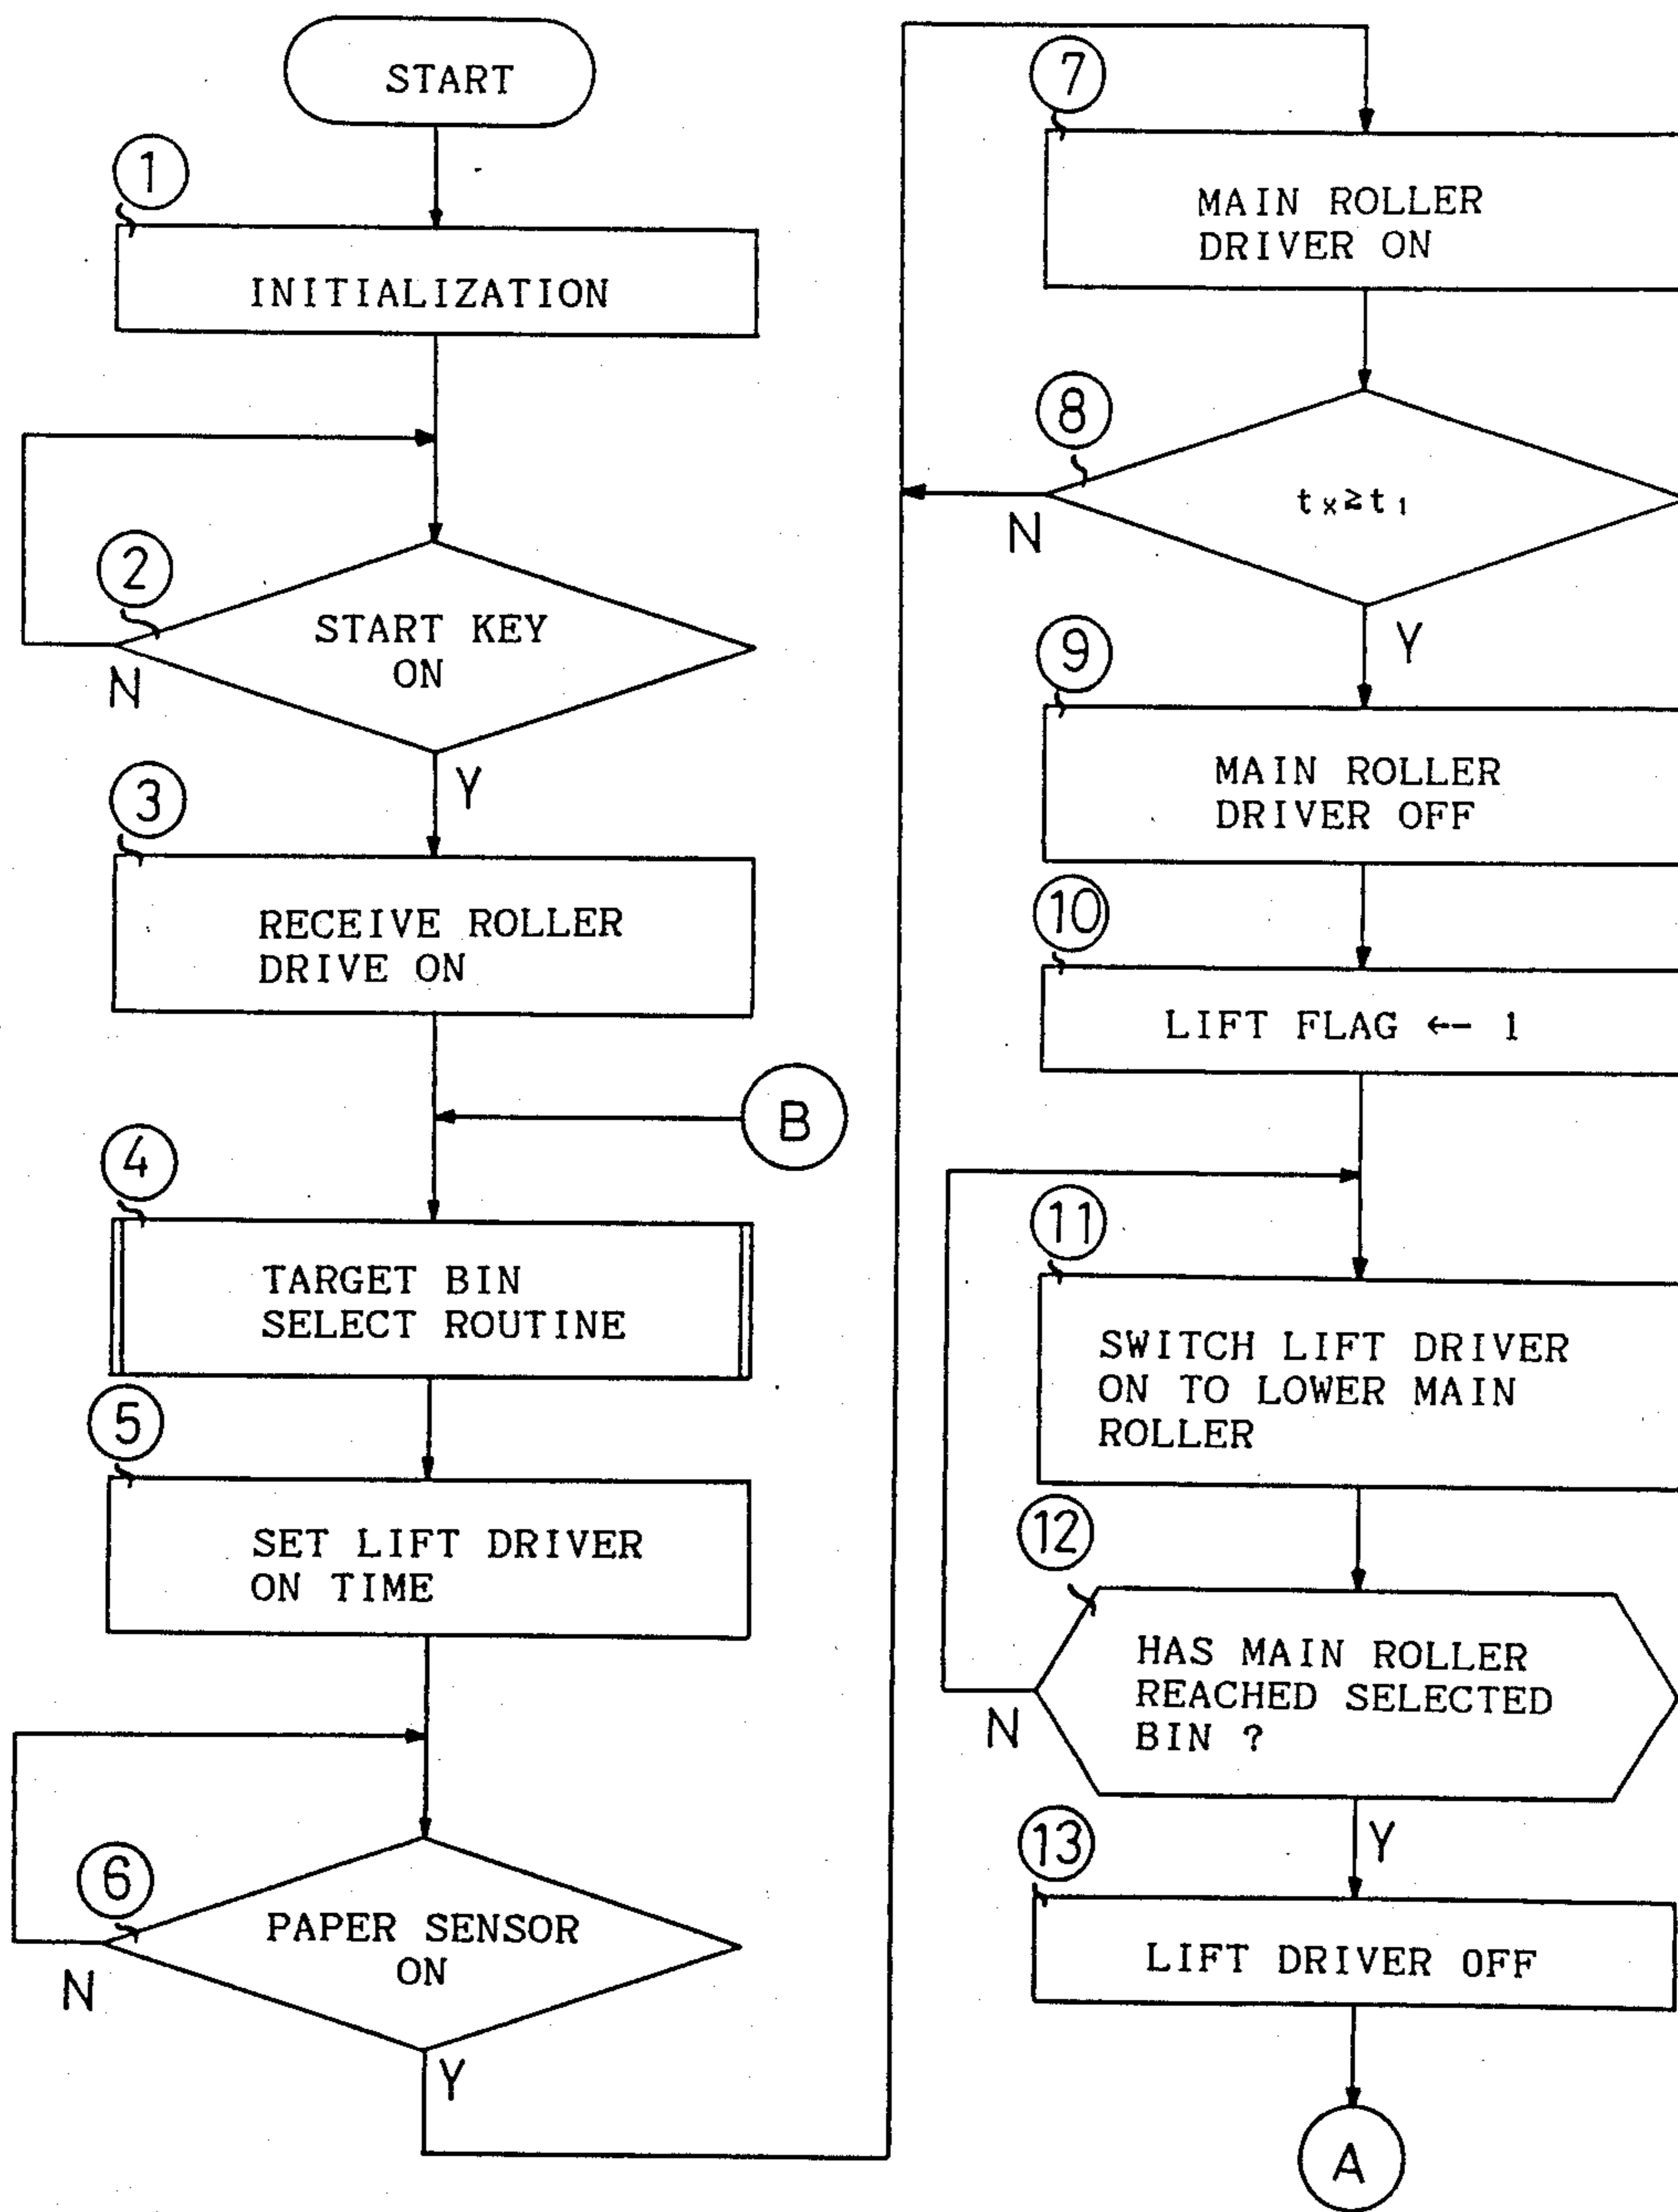 START
1
INITIALIZATION
2
START KEY
ON
N
Y
3
RECEIVE ROLLER
DRIVE ON
B
4
TARGET BIN
SELECT ROUTINE
5
SET LIFT DRIVER
ON TIME
6
PAPER SENSOR
ON
N
Y
7
MAIN ROLLER
DRIVER ON
8
tx≥t1
N
Y
9
MAIN ROLLER
DRIVER OFF
10
LIFT FLAG ←- 1
11
SWITCH LIFT DRIVER
ON TO LOWER MAIN
ROLLER
12
HAS MAIN ROLLER
REACHED SELECTED
BIN ?
N
Y
13
LIFT DRIVER OFF
A